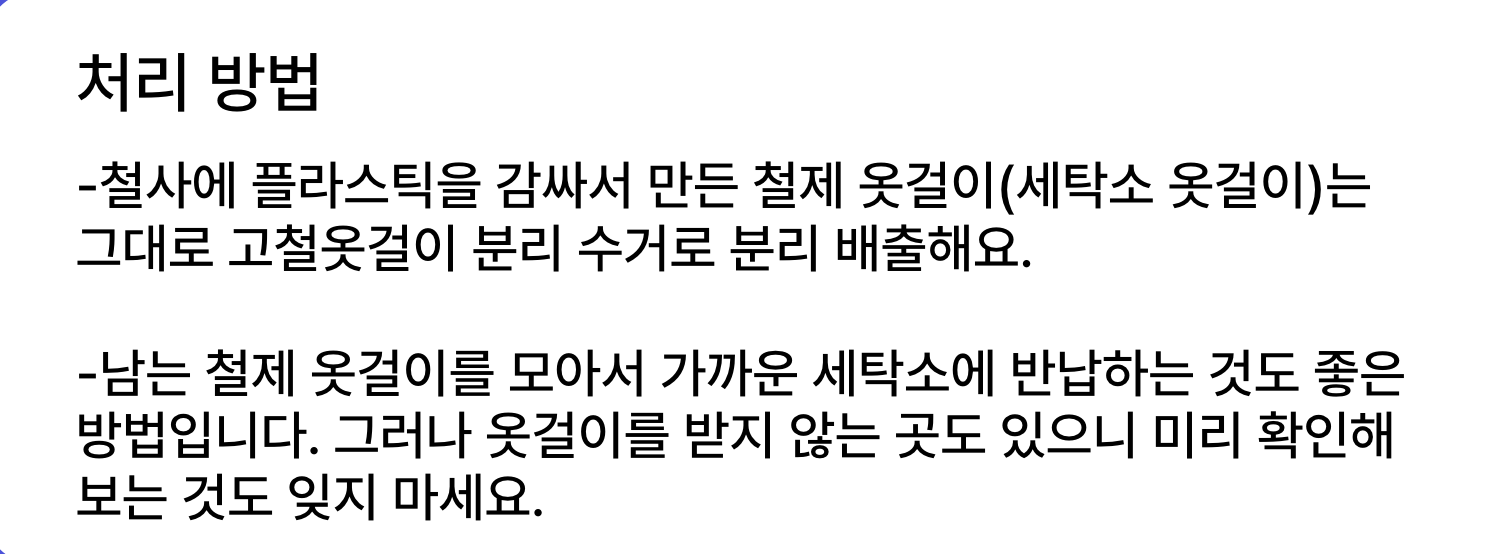 처리 방법
-철사에 플라스틱을 감싸서 만든 철제 옷걸이(세탁소 옷걸이)는
그대로 고철옷걸이 분리 수거로 분리 배출해요.
-남는 철제 옷걸이를 모아서 가까운 세탁소에 반납하는 것도 좋은
방법입니다. 그러나 옷걸이를 받지 않는 곳도 있으니 미리 확인해
보는 것도 잊지 마세요.